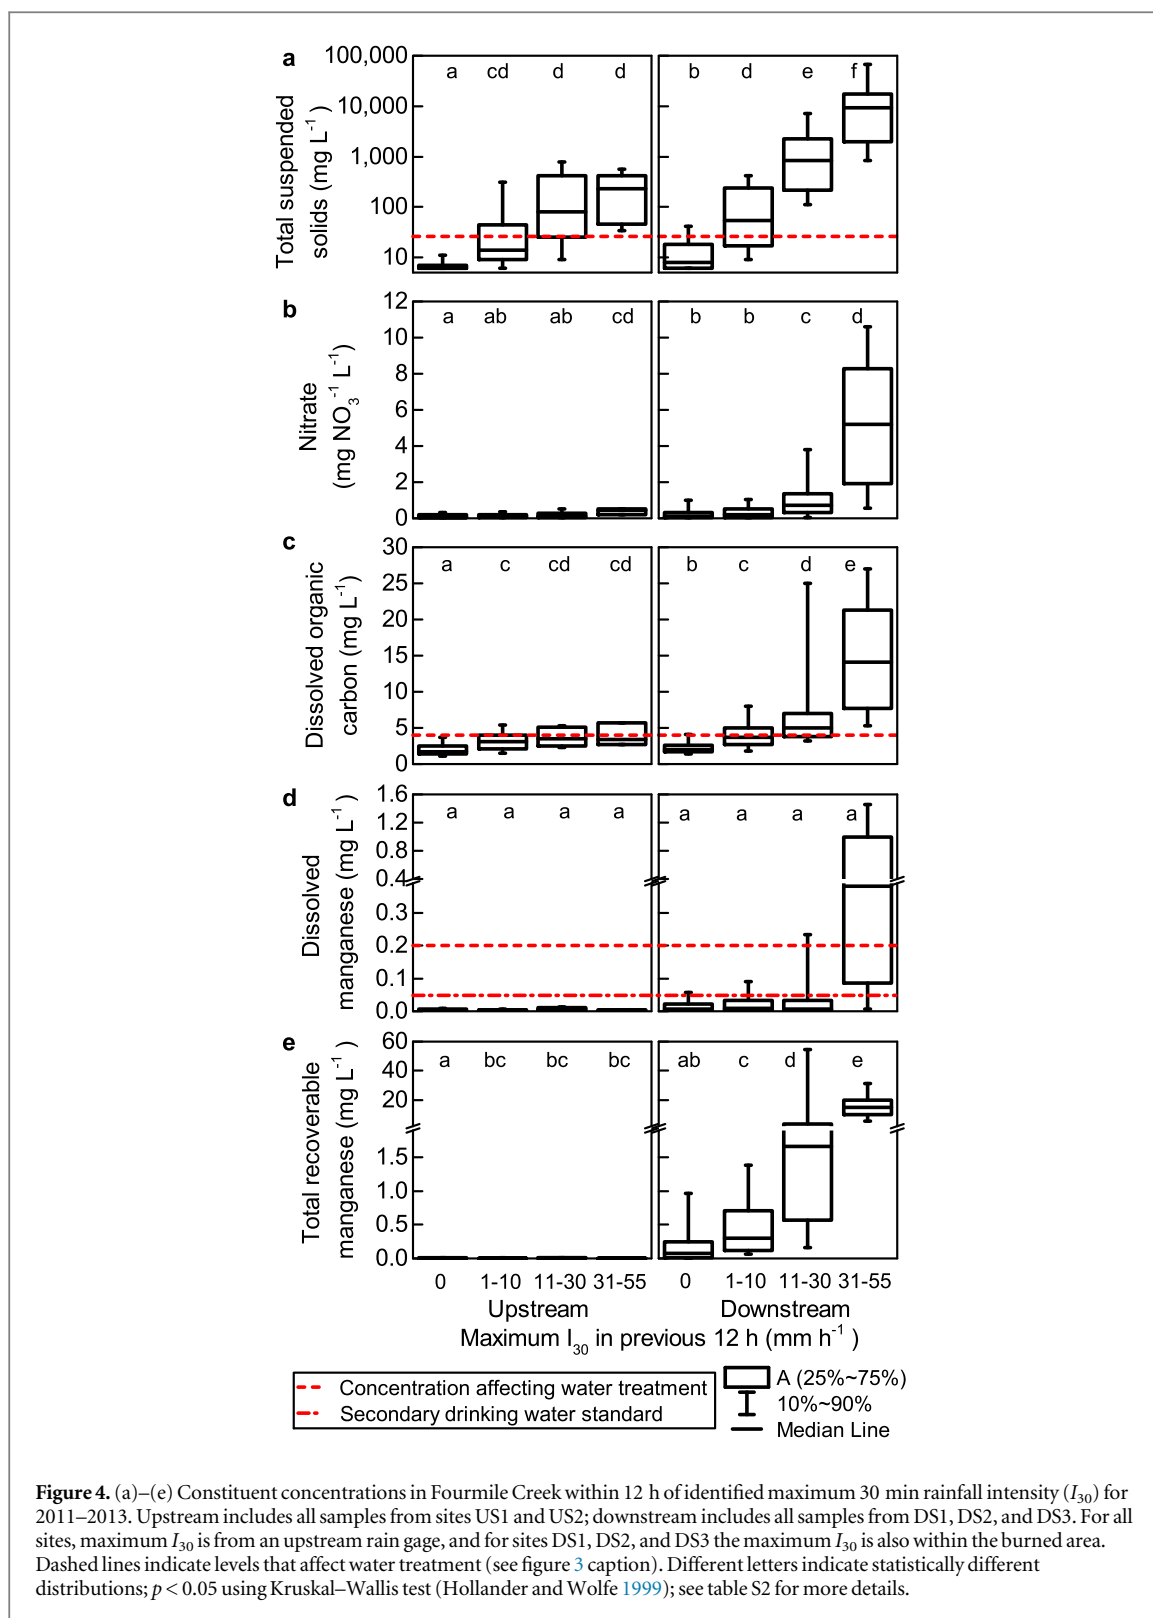 a
100,000
10,000
1,000
100
10
Total suspended
solids (mg L-1 )
a cd d d b d e f
b
12
10
8
6
4
2
0
Nitrate
(mg NO3-1 L-1)
a ab ab cd b b c d
c
30
25
20
15
10
5
0
Dissolved organic
carbon (mg L-1)
a c cd cd b c d e
d
1.6
1.2
0.8
0.4
0.3
0.2
0.1
0.0
Dissolved
manganese (mg L-1 )
a a a a a a a a
e
60
40
20
1.5
1.0
0.5
0.0
Total recoverable
manganese (mg L-1 )
a bc bc bc ab c d e
0 1-10 11-30 31-55 0 1-10 11-30 31-55
Upstream Downstream
Maximum I30 in previous 12 h (mm h-1 )
Concentration affecting water treatment
Secondary drinking water standard
A (25%~75%)
10%~90%
Median Line
Figure 4. (a)–(e) Constituent concentrations in Fourmile Creek within 12 h of identified maximum 30 min rainfall intensity (I30) for
2011–2013. Upstream includes all samples from sites US1 and US2; downstream includes all samples from DS1, DS2, and DS3. For all
sites, maximum I30 is from an upstream rain gage, and for sites DS1, DS2, and DS3 the maximum I30 is also within the burned area.
Dashed lines indicate levels that affect water treatment (see figure 3 caption). Different letters indicate statistically different
distributions; p < 0.05 using Kruskal–Wallis test (Hollander and Wolfe 1999); see table S2 for more details.